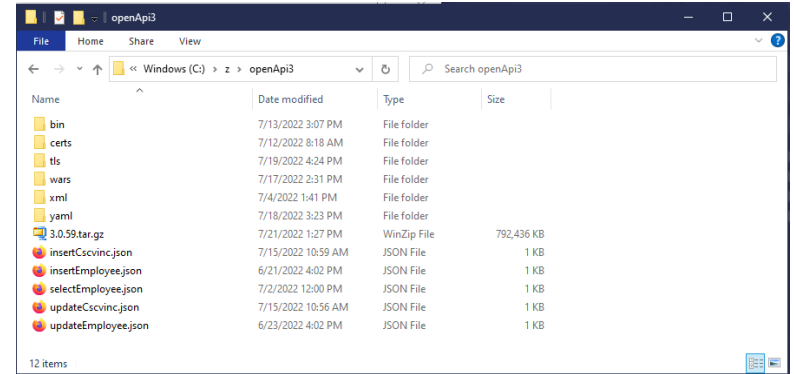 openApi3
File Home Share View
« Windows (C:) > z > openApi3 Search openApi3
Name Date modified Type Size
bin 7/13/2022 3:07 PM File folder
certs 7/12/2022 8:18 AM File folder
tls 7/19/2022 4:24 PM File folder
wars 7/17/2022 2:31 PM File folder
xml 7/4/2022 1:41 PM File folder
yaml 7/18/2022 3:23 PM File folder
3.0.59.tar.gz 7/21/2022 1:27 PM WinZip File 792,436 KB
insertCscvinc.json 7/15/2022 10:59 AM JSON File 1 KB
insertEmployee.json 6/21/2022 4:02 PM JSON File 1 KB
selectEmployee.json 7/2/2022 12:00 PM JSON File 1 KB
updateCscvinc.json 7/15/2022 10:56 AM JSON File 1 KB
updateEmployee.json 6/23/2022 4:02 PM JSON File 1 KB
12 items